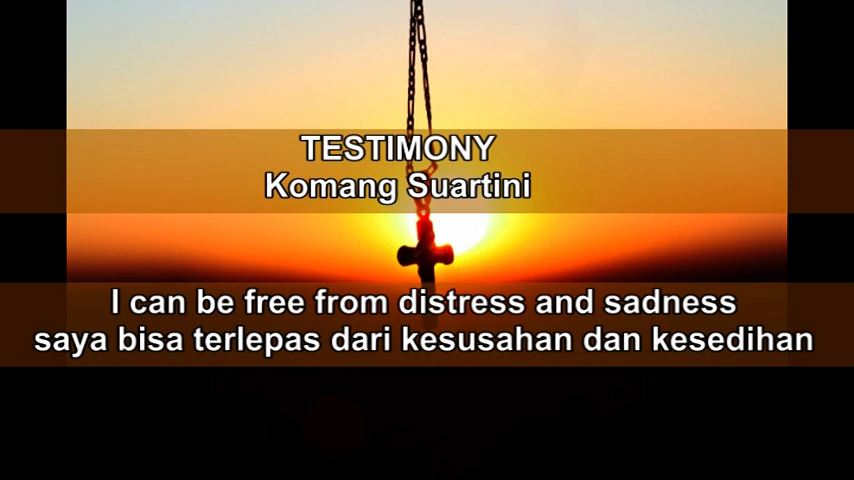 TESTIMONY
Komang Suartini
I can be free from distress and sadness
saya bisa terlepas dari kesusahan dan kesedihan